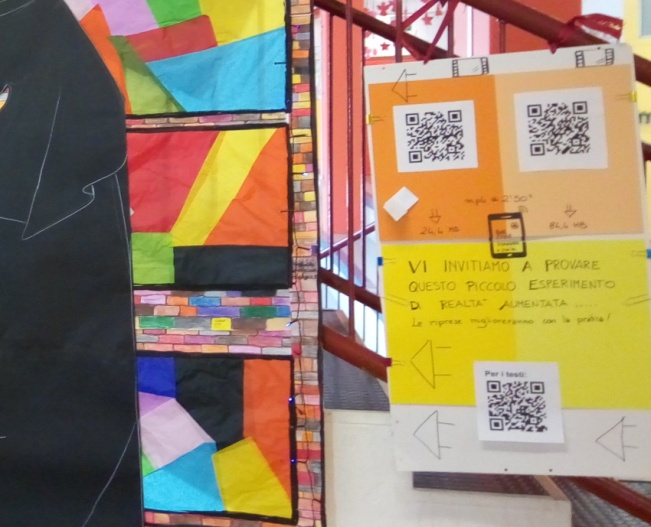 mp4 = 2'50"
24,4 MB
84,4 MB
VI INVITIAMO A PROVARE
QUESTO PICCOLO ESPERIMENTO
DI REALTA' AUMENTATA .....
Le riprese miglioreranno con la pratica!
Per i testi: